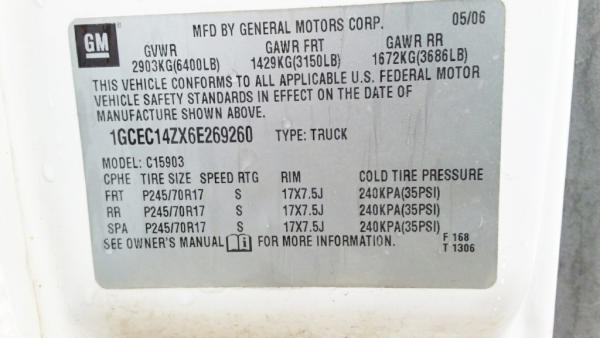 MFD BY GENERAL MOTORS CORP. 05/06
GM
GVWR GAWR FRT GAWR RR
2903KG(6400LB) 1429KG(3150LB) 1672KG(3686LB)
THIS VEHICLE CONFORMS TO ALL APPLICABLE U.S. FEDERAL MOTOR
VEHICLE SAFETY STANDARDS IN EFFECT ON THE DATE OF
MANUFACTURE SHOWN ABOVE.
1GCEC14ZX6E269260 TYPE: TRUCK
MODEL: C15903
CPHE TIRE SIZE SPEED RTG RIM COLD TIRE PRESSURE
FRT P245/70R17 S 17X7.5J 240KPA(35PSI)
RR P245/70R17 S 17X7.5J 240KPA(35PSI)
SPA P245/70R17 S 17X7.5J 240KPA(35PSI)
SEE OWNER'S MANUAL FOR MORE INFORMATION.
F 168
T 1306